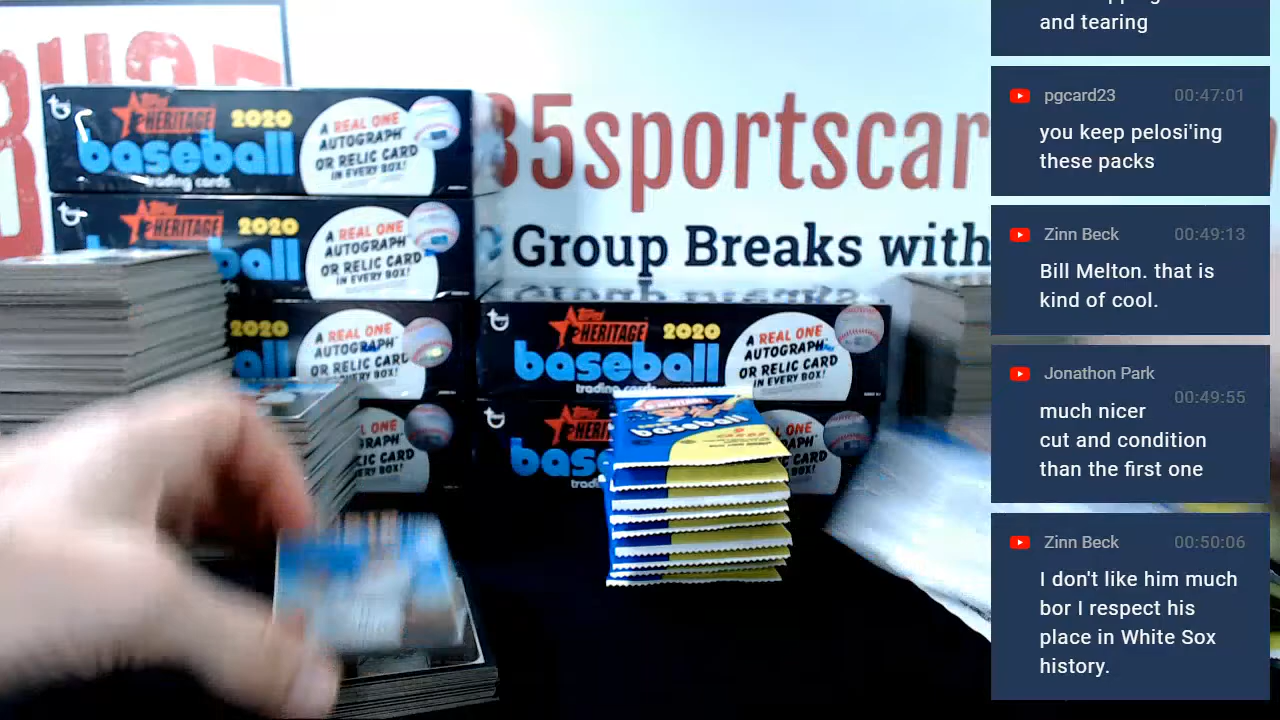 Topps
HERITAGE 2020
baseball
trading cards
A REAL ONE
AUTOGRAPH
OR RELIC CARD
IN EVERY BOX!
HERITAGE 2020
ball
A REAL ONE
AUTOGRAPH
OR RELIC CARD
IN EVERY BOX!
2020
all
A REAL ONE
AUTOGRAPH
OR RELIC CARD
EVERY BOX!
35sportscar
Group Breaks with
Topps
HERITAGE 2020
baseball
trading cards
A REAL ONE
AUTOGRAPH
OR RELIC CARD
IN EVERY BOX!
baseball
and tearing
pgcard23 00:47:01
you keep pelosi'ing
these packs
Zinn Beck 00:49:13
Bill Melton. that is
kind of cool.
Jonathon Park 00:49:55
much nicer
cut and condition
than the first one
Zinn Beck 00:50:06
I don't like him much
bor I respect his
place in White Sox
history.